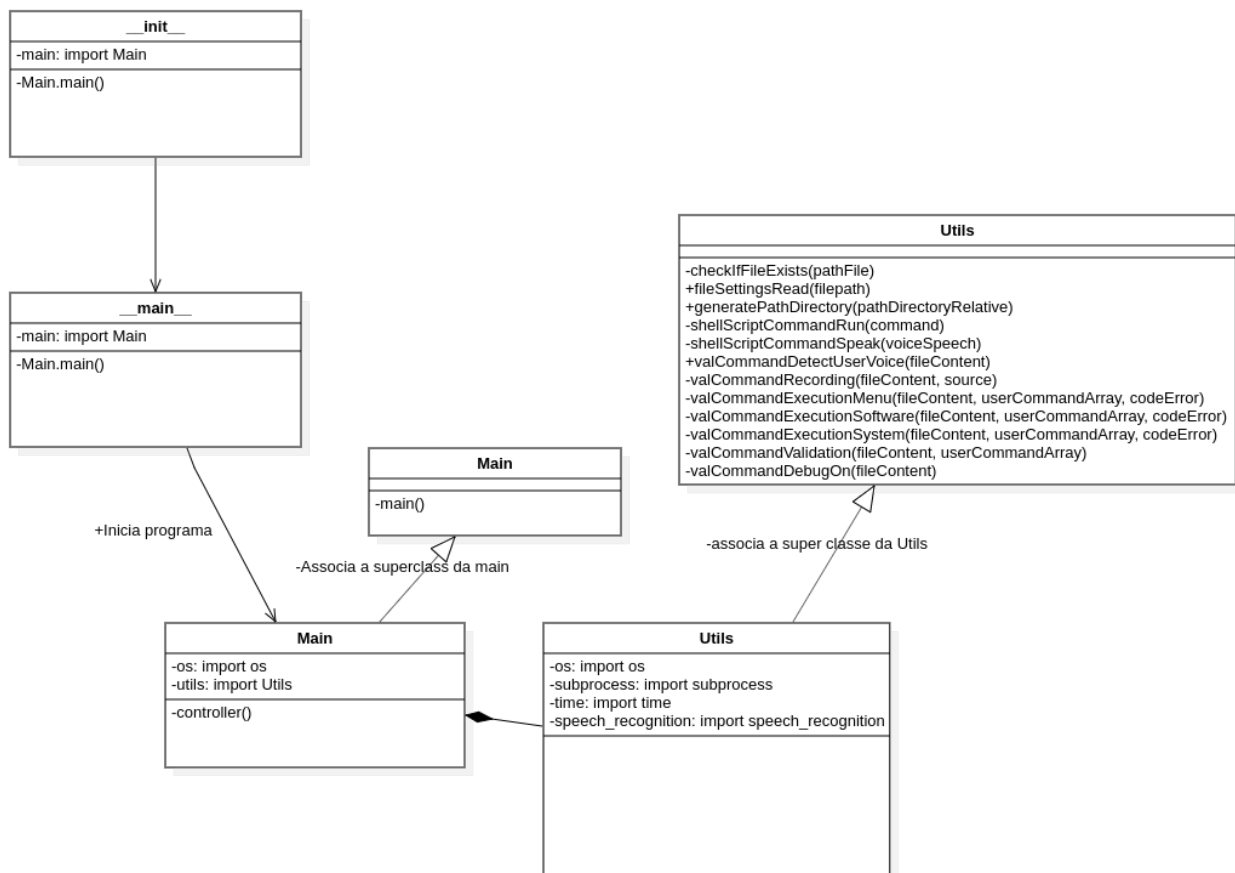 __init__
-main: import Main
-Main.main()
__main__
-main: import Main
-Main.main()
+Inicia programa
Main
-main()
-Associa a superclass da main
Utils
-checkIfFileExists(pathFile)
+fileSettingsRead(filepath)
+generatePathDirectory(pathDirectoryRelative)
-shellScriptCommandRun(command)
-shellScriptCommandSpeak(voiceSpeech)
+valCommandDetectUserVoice(fileContent)
-valCommandRecording(fileContent, source)
-valCommandExecutionMenu(fileContent, userCommandArray, codeError)
-valCommandExecutionSoftware(fileContent, userCommandArray, codeError)
-valCommandExecutionSystem(fileContent, userCommandArray, codeError)
-valCommandValidation(fileContent, userCommandArray)
-valCommandDebugOn(fileContent)
-associa a super classe da Utils
Main
-os: import os
-utils: import Utils
-controller()
Utils
-os: import os
-subprocess: import subprocess
-time: import time
-speech_recognition: import speech_recognition